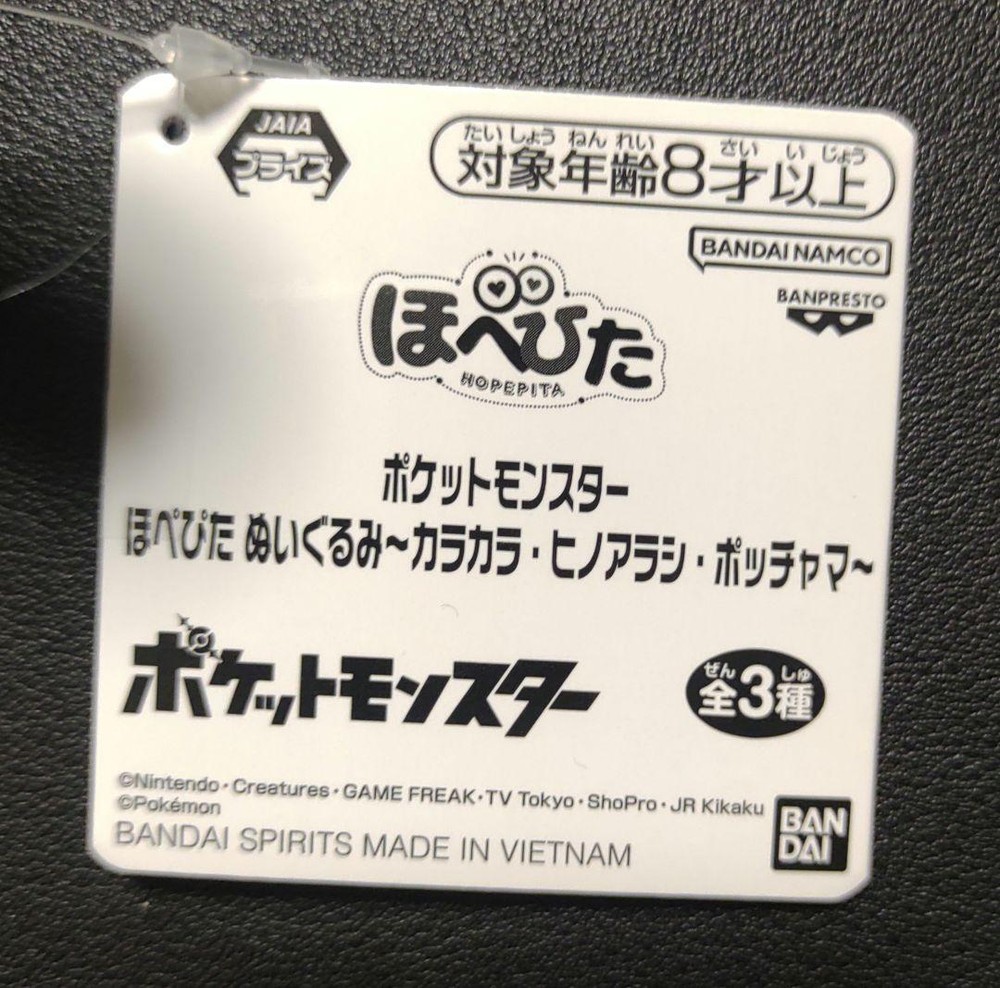 JAIA
プライズ
たいしょうねんれい さい いじょう
対象年齢8才以上
BANDAI NAMCO
BANPRESTO
ほぺぴた
HOPEPITA
ポケットモンスター
ほぺぴた ぬいぐるみ~カラカラ・ヒノアラシ・ポッチャマ~
ポケットモンスター
ぜん しゅ
全3種
©Nintendo・Creatures・GAME FREAK・TV Tokyo・ShoPro・JR Kikaku
©Pokémon
BANDAI SPIRITS MADE IN VIETNAM
BAN
DAI